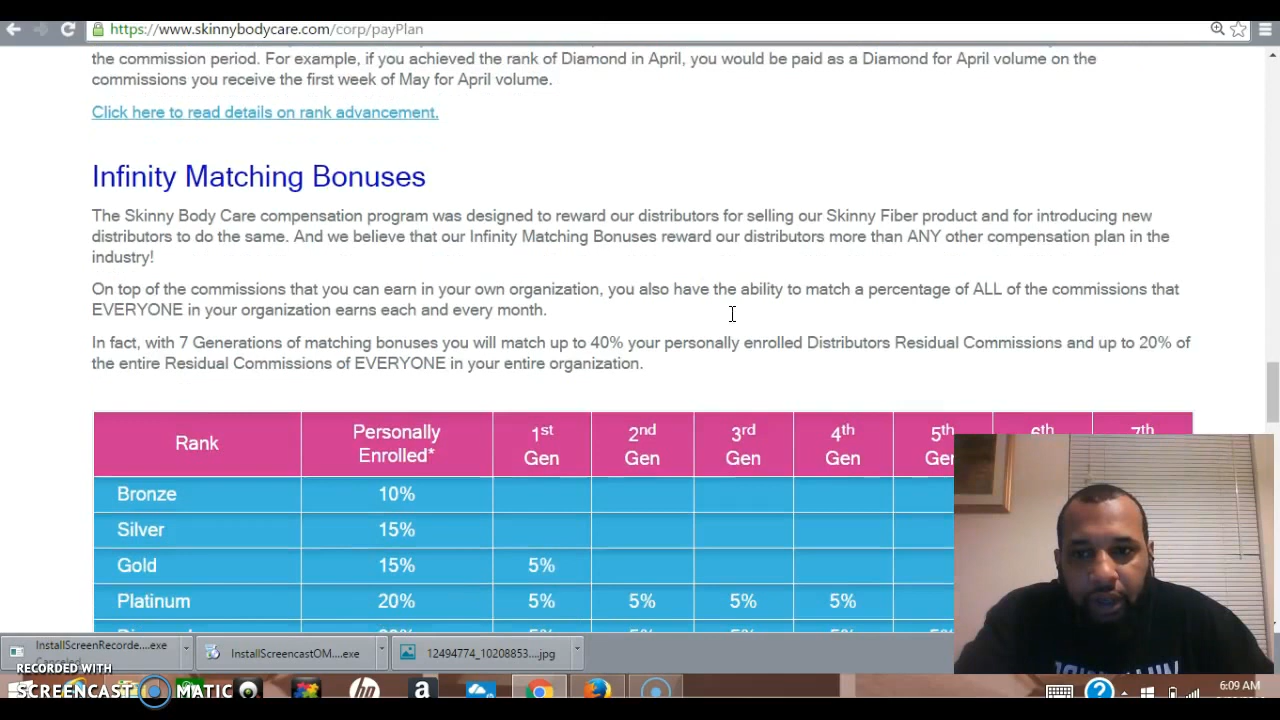 https://www.skinnybodycare.com/corp/payPlan
the commission period. For example, if you achieved the rank of Diamond in April, you would be paid as a Diamond for April volume on the
commissions you receive the first week of May for April volume.
Click here to read details on rank advancement.
Infinity Matching Bonuses
The Skinny Body Care compensation program was designed to reward our distributors for selling our Skinny Fiber product and for introducing new
distributors to do the same. And we believe that our Infinity Matching Bonuses reward our distributors more than ANY other compensation plan in the
industry!
On top of the commissions that you can earn in your own organization, you also have the ability to match a percentage of ALL of the commissions that
EVERYONE in your organization earns each and every month.
In fact, with 7 Generations of matching bonuses you will match up to 40% your personally enrolled Distributors Residual Commissions and up to 20% of
the entire Residual Commissions of EVERYONE in your entire organization.
Rank Personally Enrolled* 1st Gen 2nd Gen 3rd Gen 4th Gen 5th Gen 6th 7th
Bronze 10%
Silver 15%
Gold 15% 5%
Platinum 20% 5% 5% 5% 5%
InstallScreenRecorde....exe
Canceled
InstallScreencastOM....exe
12494774_10208853....jpg
RECORDED WITH
SCREENCAST MATIC
6:09 AM